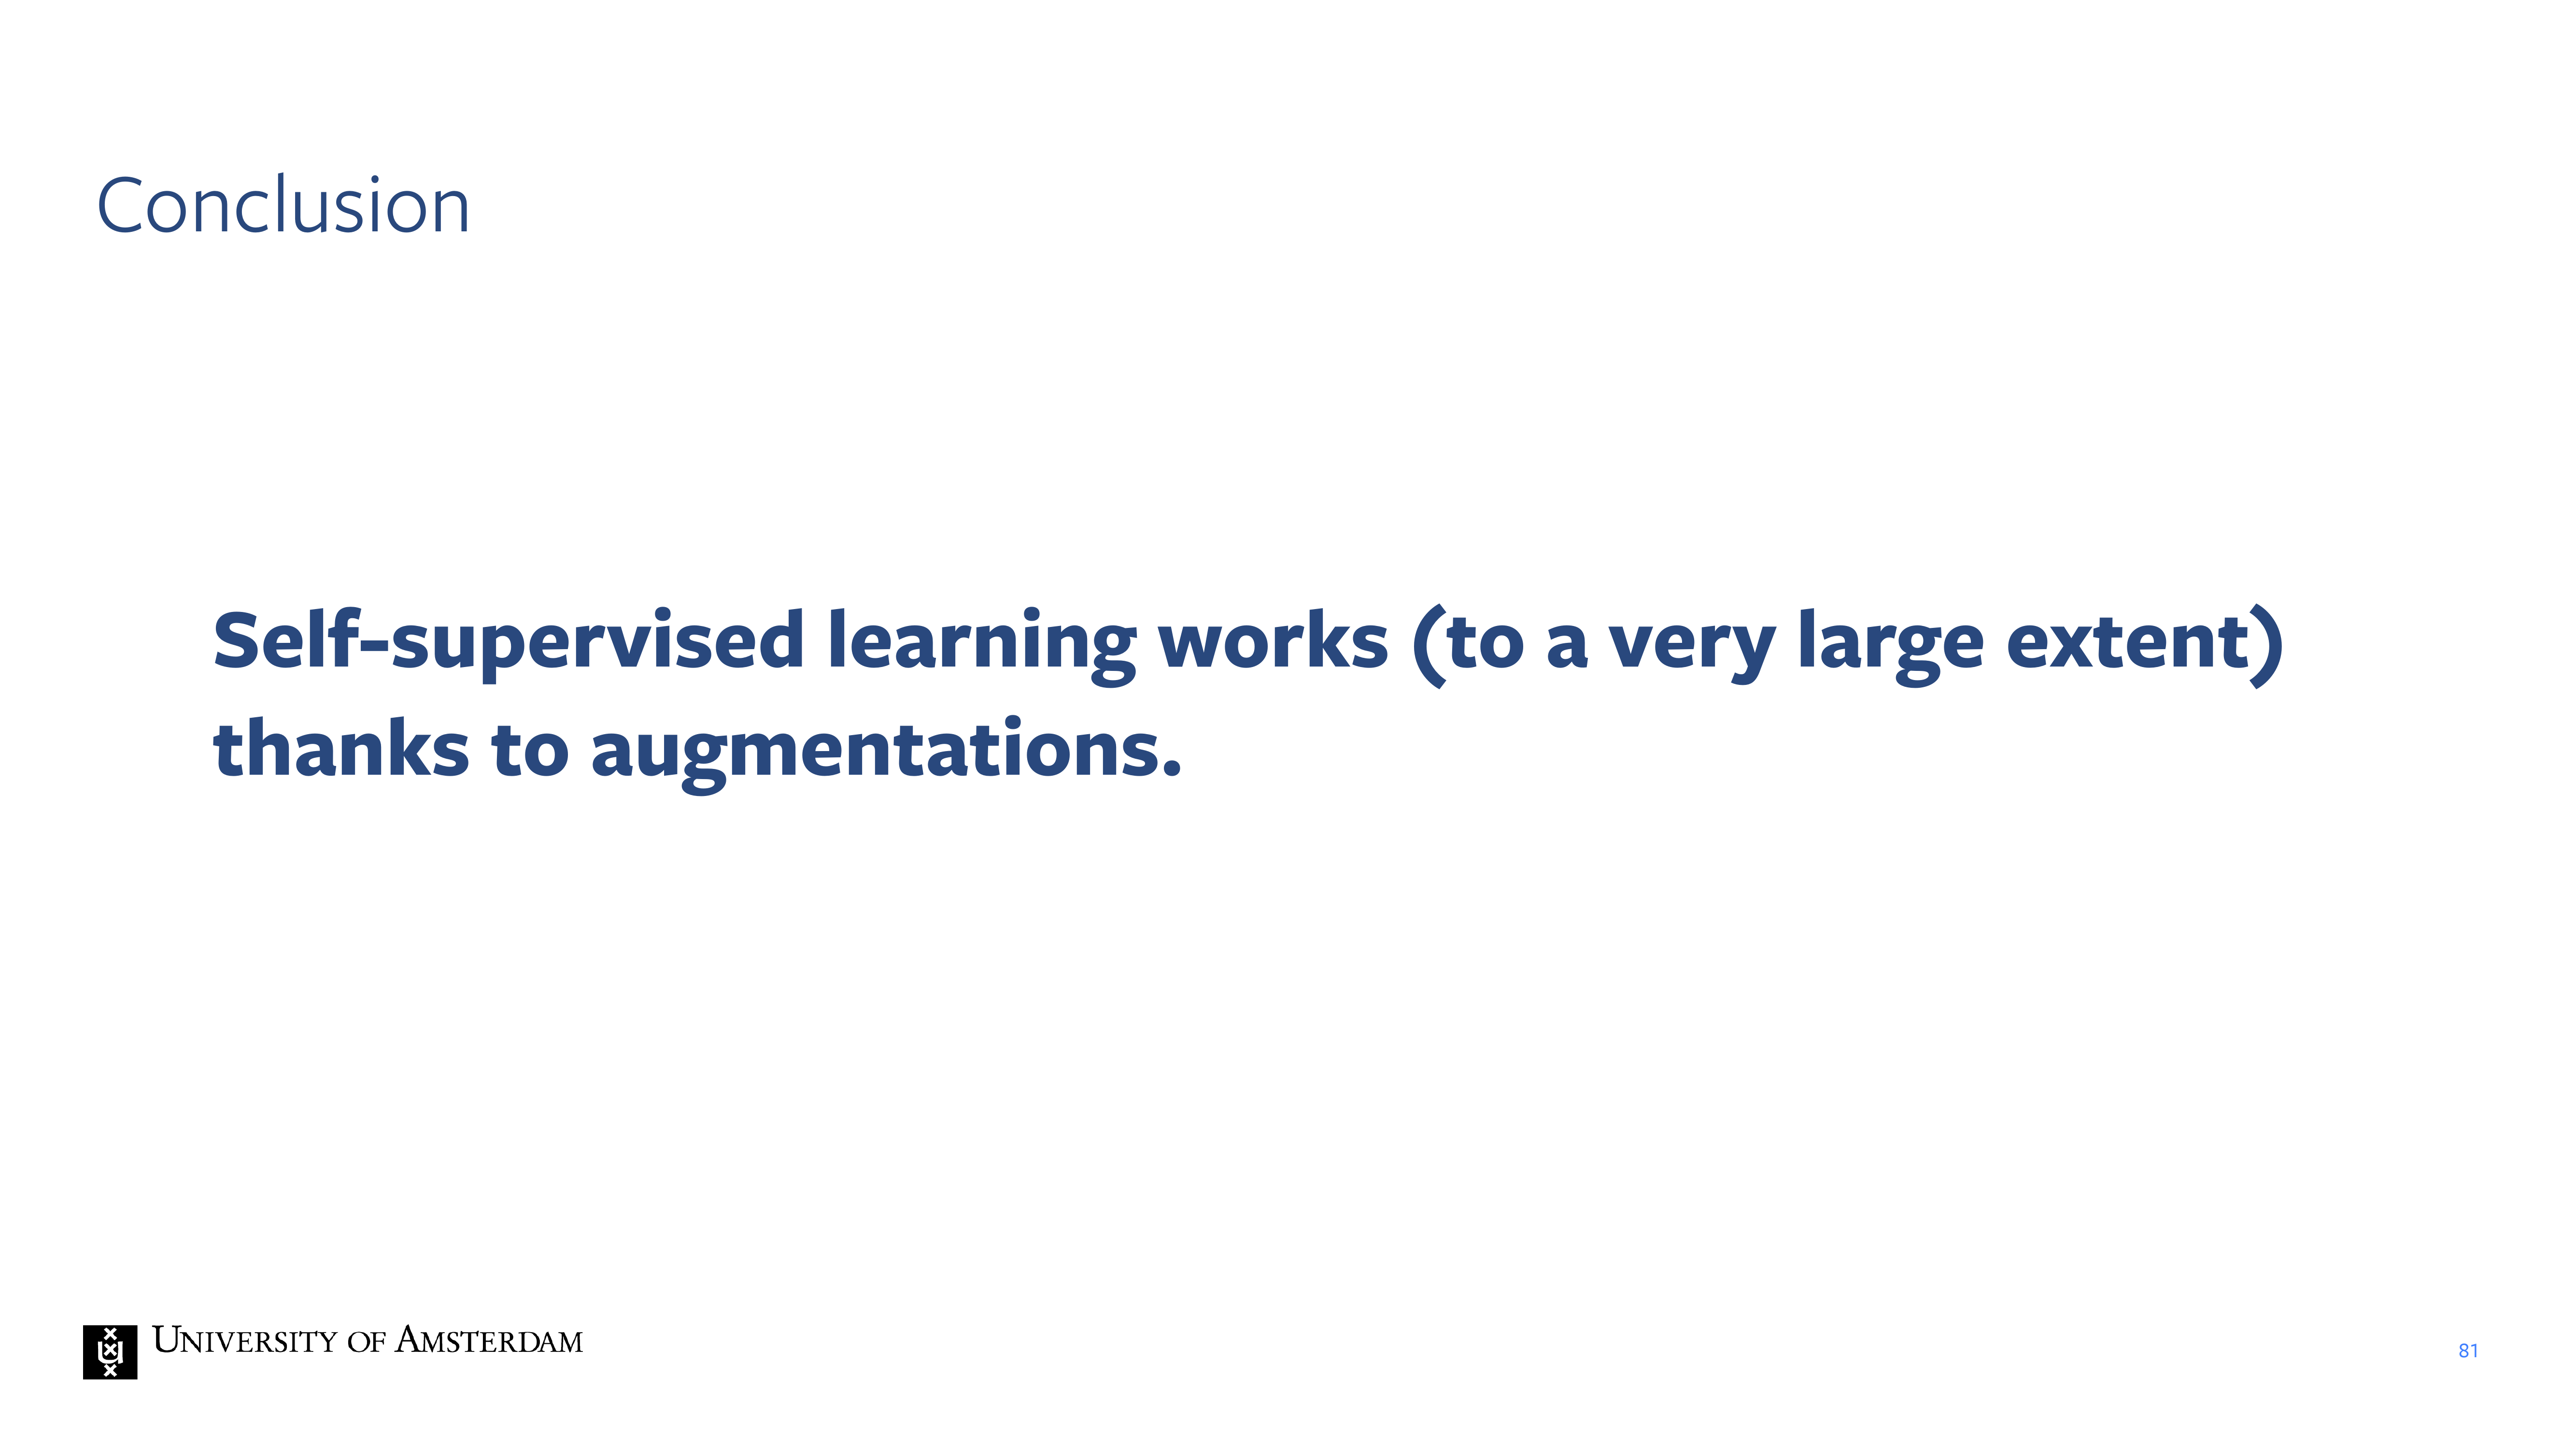 Conclusion
Self-supervised learning works (to a very large extent)
thanks to augmentations.
UNIVERSITY OF AMSTERDAM
81